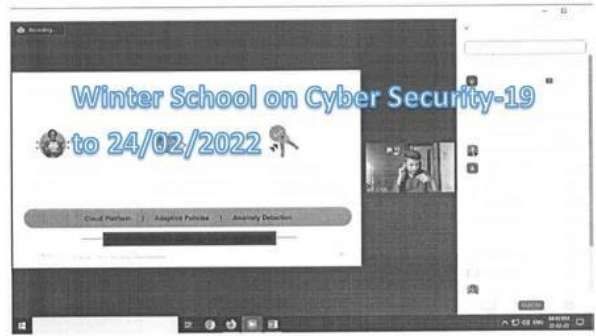 Recording...
Winter School on Cyber Security-19
to 24/02/2022
Cloud Platform | Adaptive Policies | Anomaly Detection